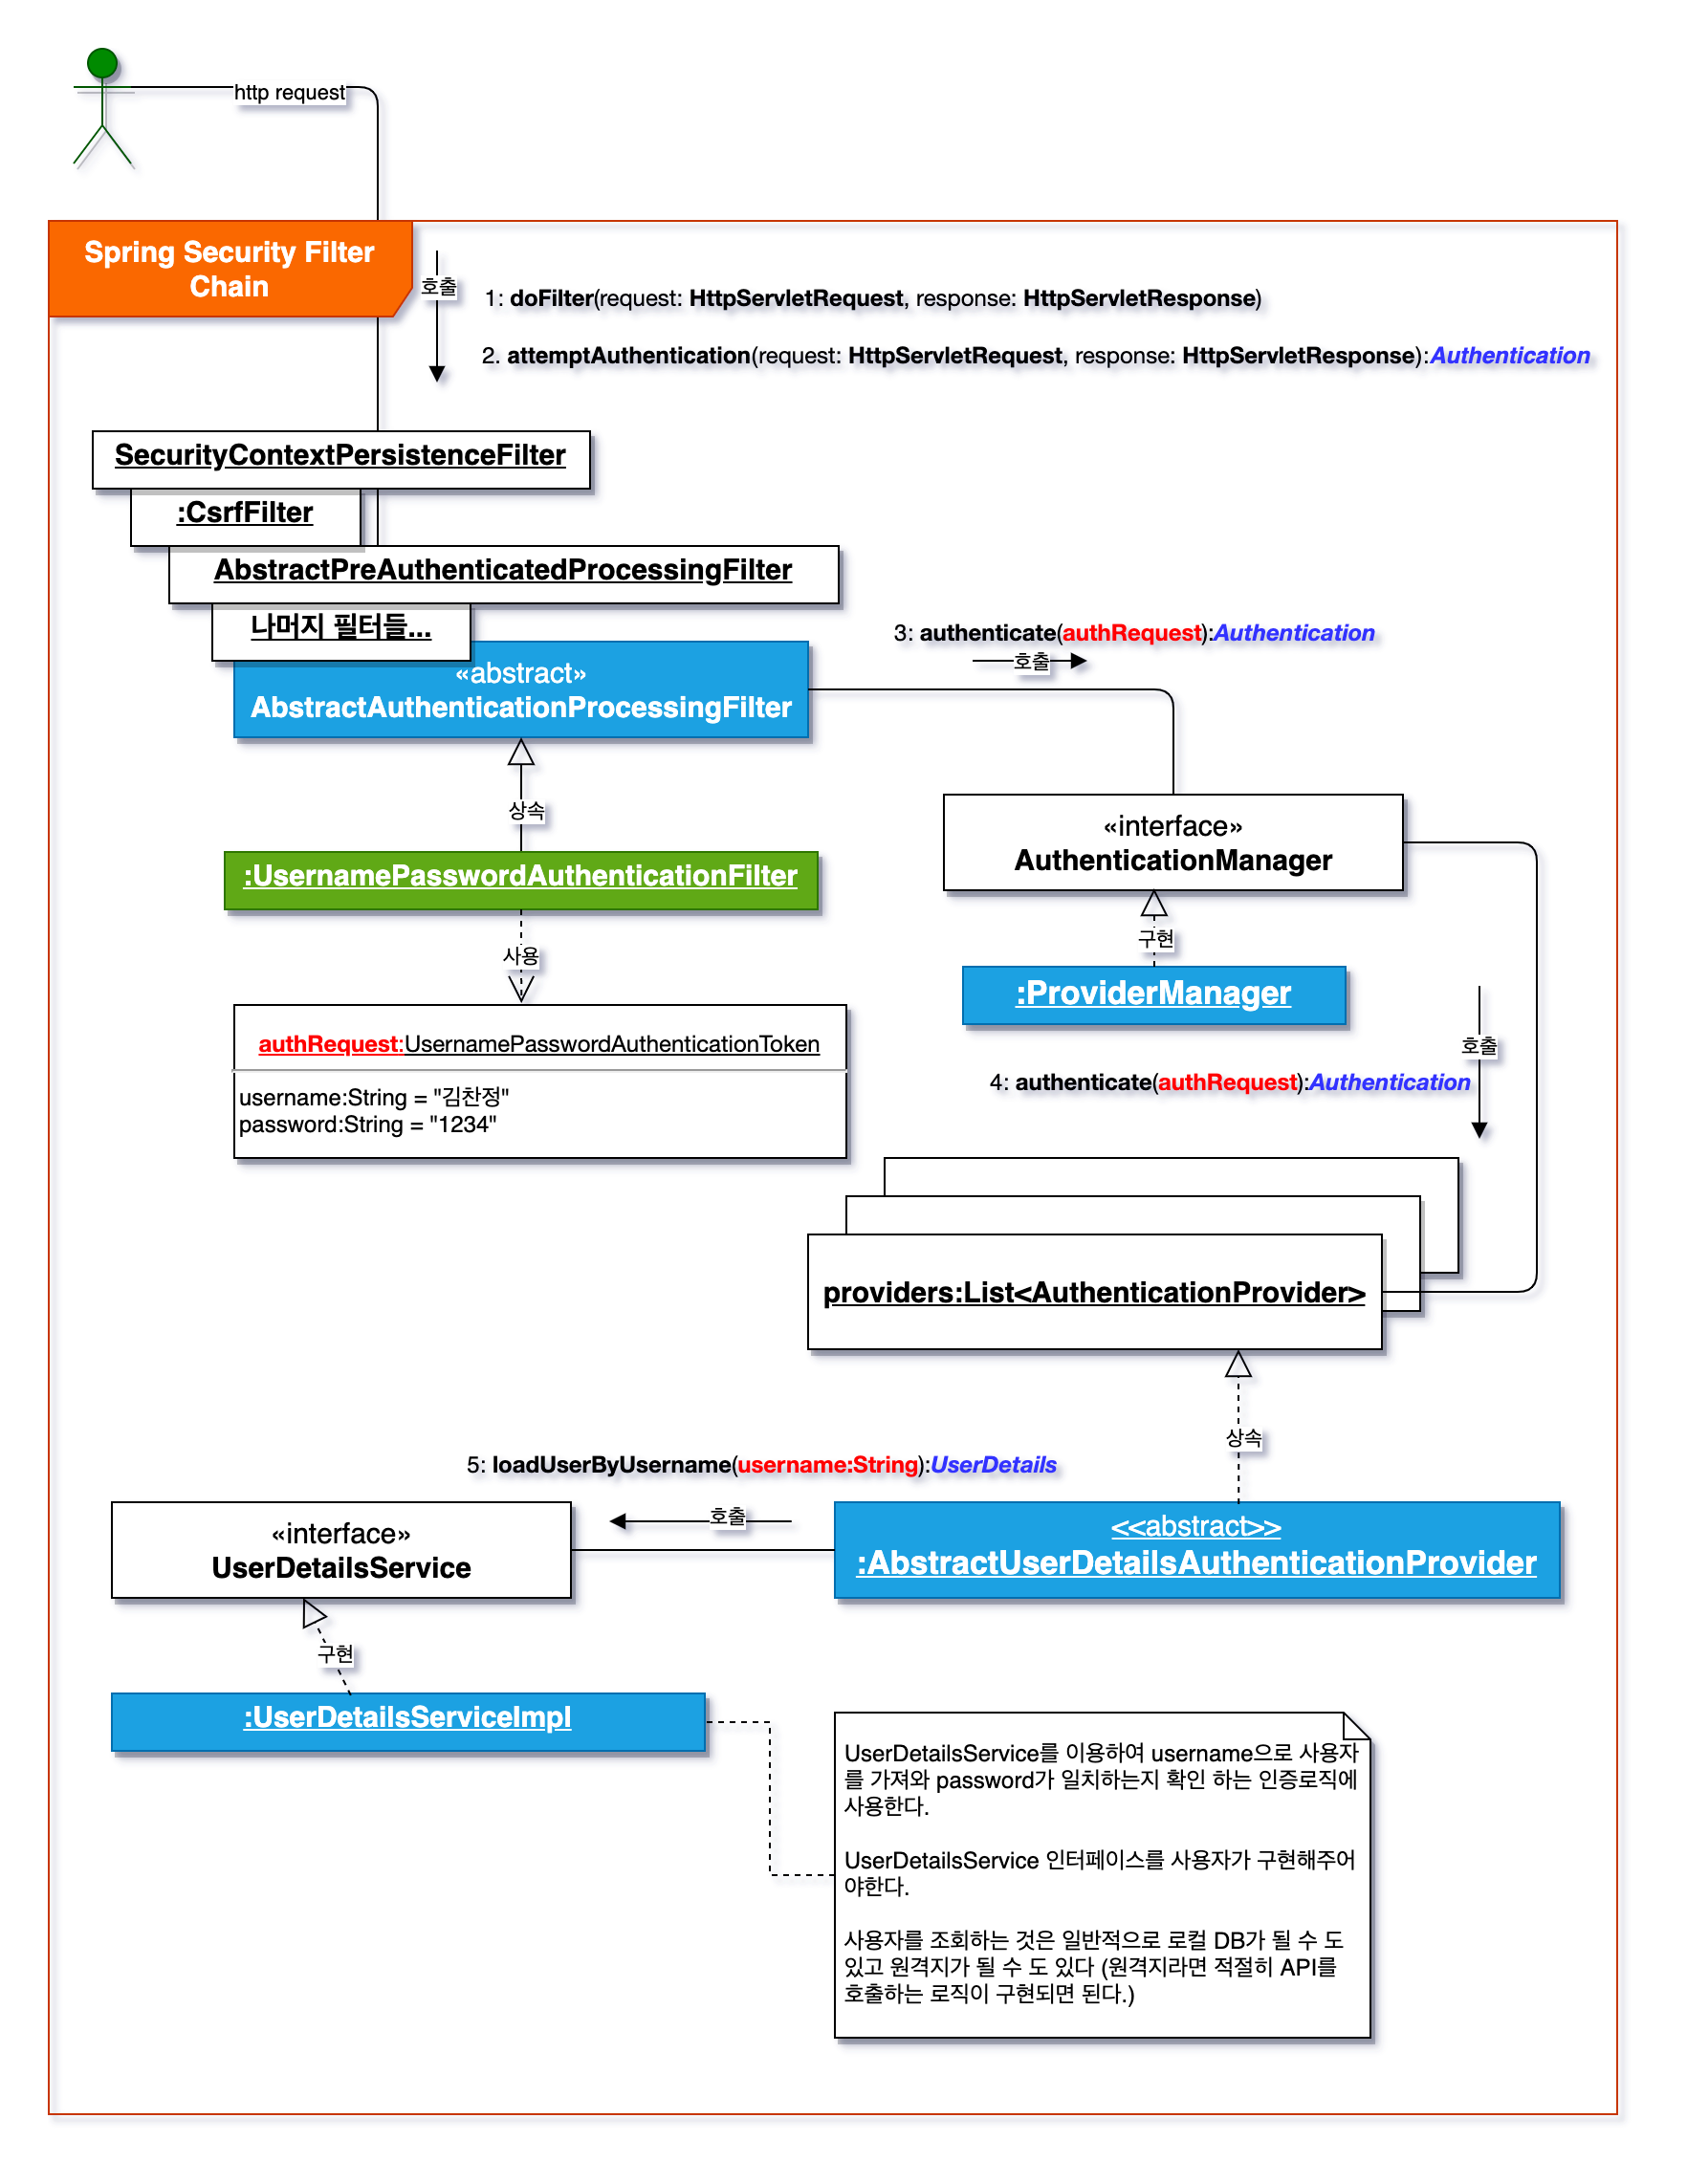 http request
Spring Security Filter
Chain
호출
1: doFilter(request: HttpServletRequest, response: HttpServletResponse)
2. attemptAuthentication(request: HttpServletRequest, response: HttpServletResponse):Authentication
SecurityContextPersistenceFilter
:CsrfFilter
AbstractPreAuthenticatedProcessingFilter
나머지 필터들...
3: authenticate(authRequest):Authentication
호출
«abstract»
AbstractAuthenticationProcessingFilter
상속
«interface»
AuthenticationManager
:UsernamePasswordAuthenticationFilter
구현
사용
:ProviderManager
authRequest:UsernamePasswordAuthenticationToken
username:String = "김찬정"
password:String = "1234"
호출
4: authenticate(authRequest):Authentication
providers:List<AuthenticationProvider>
상속
5: loadUserByUsername(username:String):UserDetails
호출
«interface»
UserDetailsService
<<abstract>>
:AbstractUserDetailsAuthenticationProvider
구현
:UserDetailsServiceImpl
UserDetailsService를 이용하여 username으로 사용자
를 가져와 password가 일치하는지 확인 하는 인증로직에
사용한다.
UserDetailsService 인터페이스를 사용자가 구현해주어
야한다.
사용자를 조회하는 것은 일반적으로 로컬 DB가 될 수 도
있고 원격지가 될 수 도 있다 (원격지라면 적절히 API를
호출하는 로직이 구현되면 된다.)